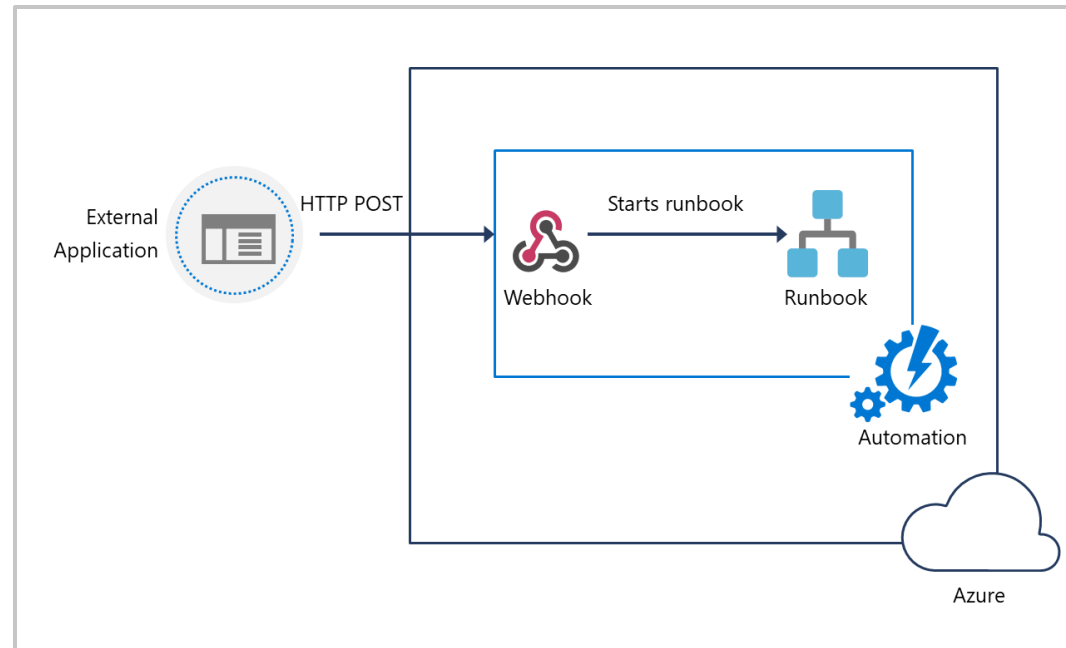 External
Application
HTTP POST
Starts runbook
Webhook
Runbook
Automation
Azure